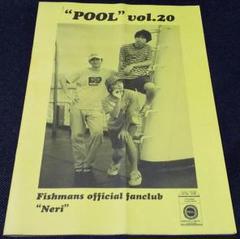 "POOL" vol.20
Fishmans official fanclub
"Neri"